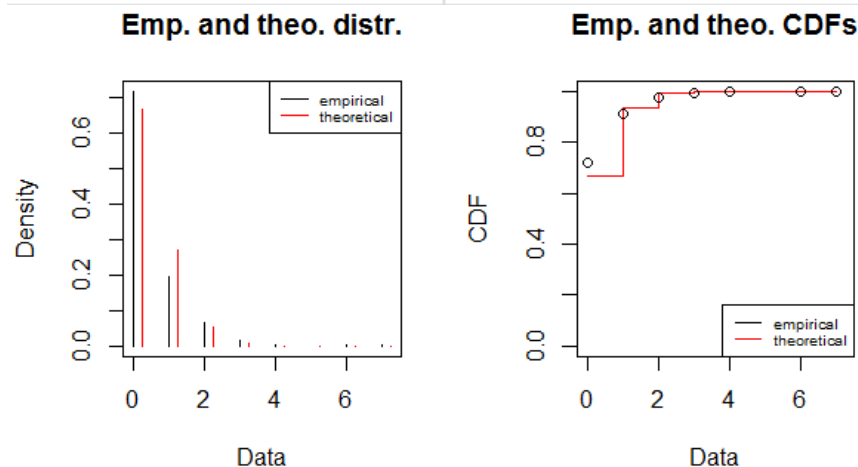 Emp. and theo. distr.
empirical
theoretical
Density
0.0
0.2
0.4
0.6
0 2 4 6
Data
Emp. and theo. CDFs
CDF
0.0
0.4
0.8
empirical
theoretical
0 2 4 6
Data